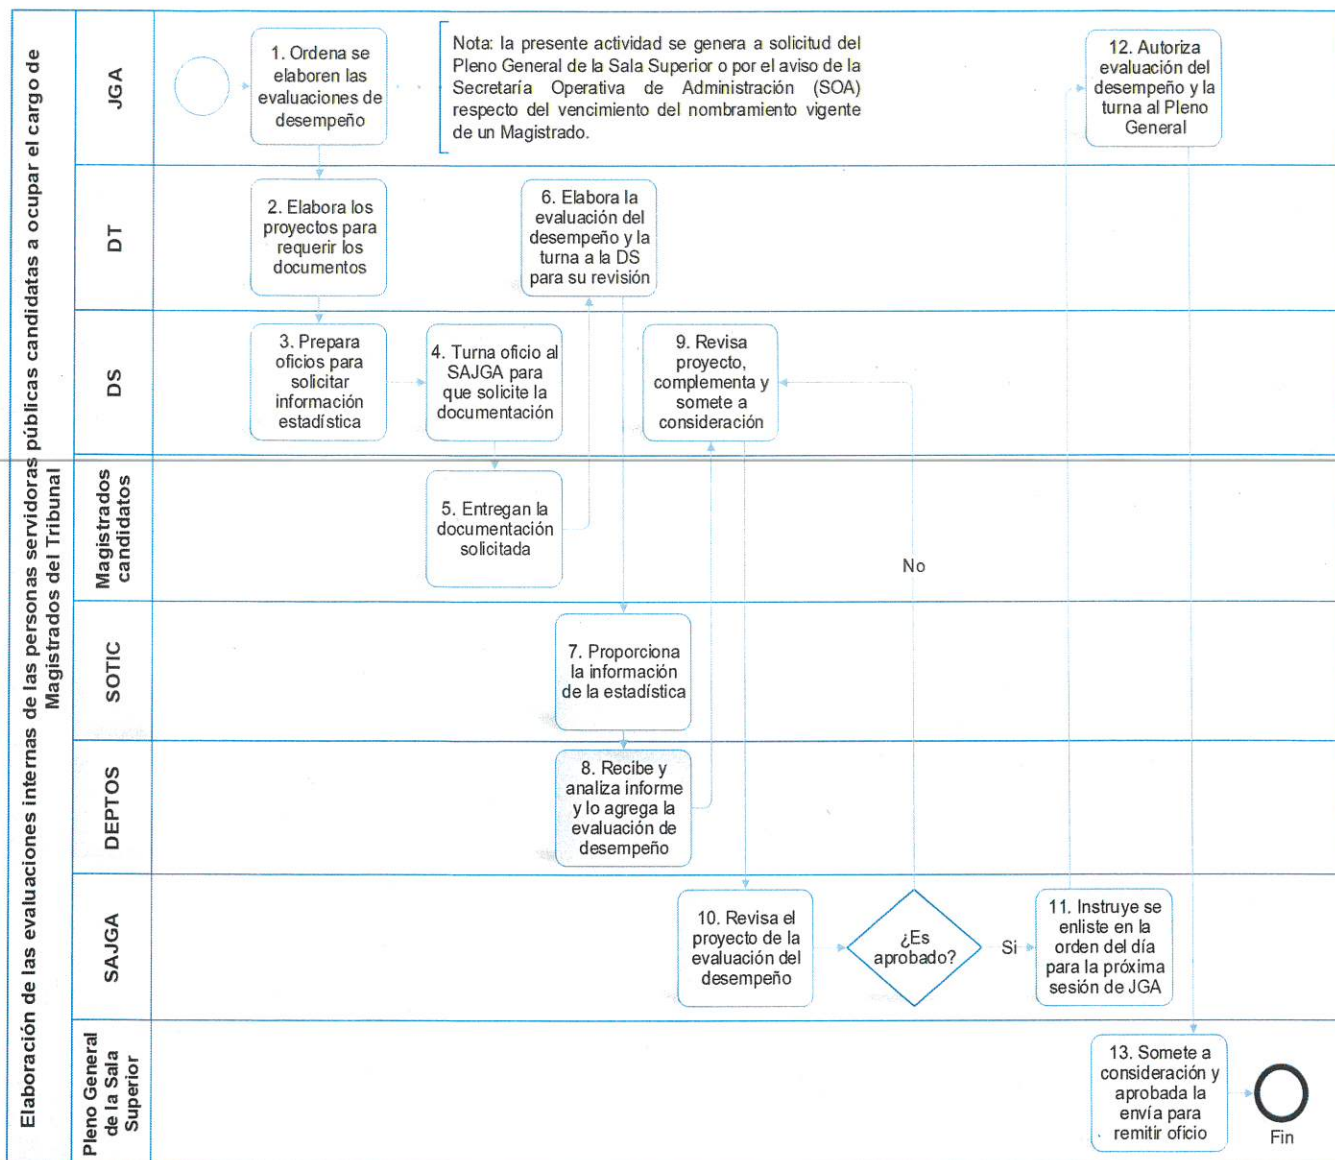 Elaboración de las evaluaciones internas de las personas servidoras públicas candidatas a ocupar el cargo de
Magistrados del Tribunal
JGA
1. Ordena se
elaboren las
evaluaciones de
desempeño
Nota: la presente actividad se genera a solicitud del
Pleno General de la Sala Superior o por el aviso de la
Secretaría Operativa de Administración (SOA)
respecto del vencimiento del nombramiento vigente
de un Magistrado.
12. Autoriza
evaluación del
desempeño y la
turna al Pleno
General
DT
2. Elabora los
proyectos para
requerir los
documentos
6. Elabora la
evaluación del
desempeño y la
turna a la DS
para su revisión
DS
3. Prepara
oficios para
solicitar
información
estadística
4. Turna oficio al
SAJGA para
que solicite la
documentación
9. Revisa
proyecto,
complementa y
somete a
consideración
Magistrados
candidatos
5. Entregan la
documentación
solicitada
No
SOTIC
7. Proporciona
la información
de la estadística
DEPTOS
8. Recibe y
analiza informe
y lo agrega la
evaluación de
desempeño
SAJGA
10. Revisa el
proyecto de la
evaluación del
desempeño
¿Es
aprobado?
Si
11. Instruye se
enliste en la
orden del día
para la próxima
sesión de JGA
Pleno General
de la Sala
Superior
13. Somete a
consideración y
aprobada la
envía para
remitir oficio
Fin